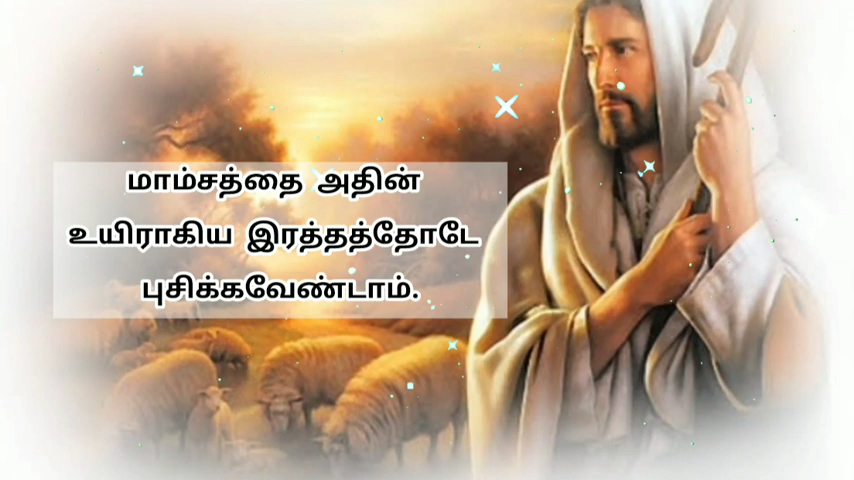 மாம்சத்தை அதின்
உயிராகிய இரத்தத்தோடே
புசிக்கவேண்டாம்.